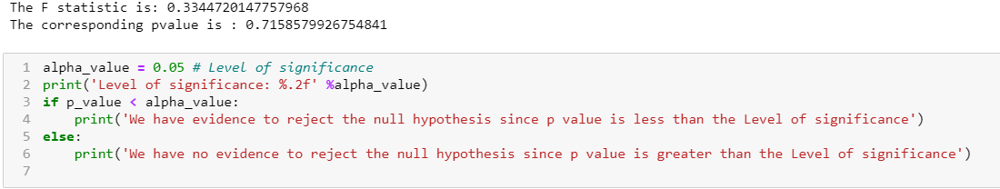 The F statistic is: 0.3344720147757968
The corresponding pvalue is : 0.7158579926754841
1 alpha_value = 0.05 # Level of significance
2 print('Level of significance: %.2f' %alpha_value)
3 if p_value < alpha_value:
4     print('We have evidence to reject the null hypothesis since p value is less than the Level of significance')
5 else:
6     print('We have no evidence to reject the null hypothesis since p value is greater than the Level of significance')
7